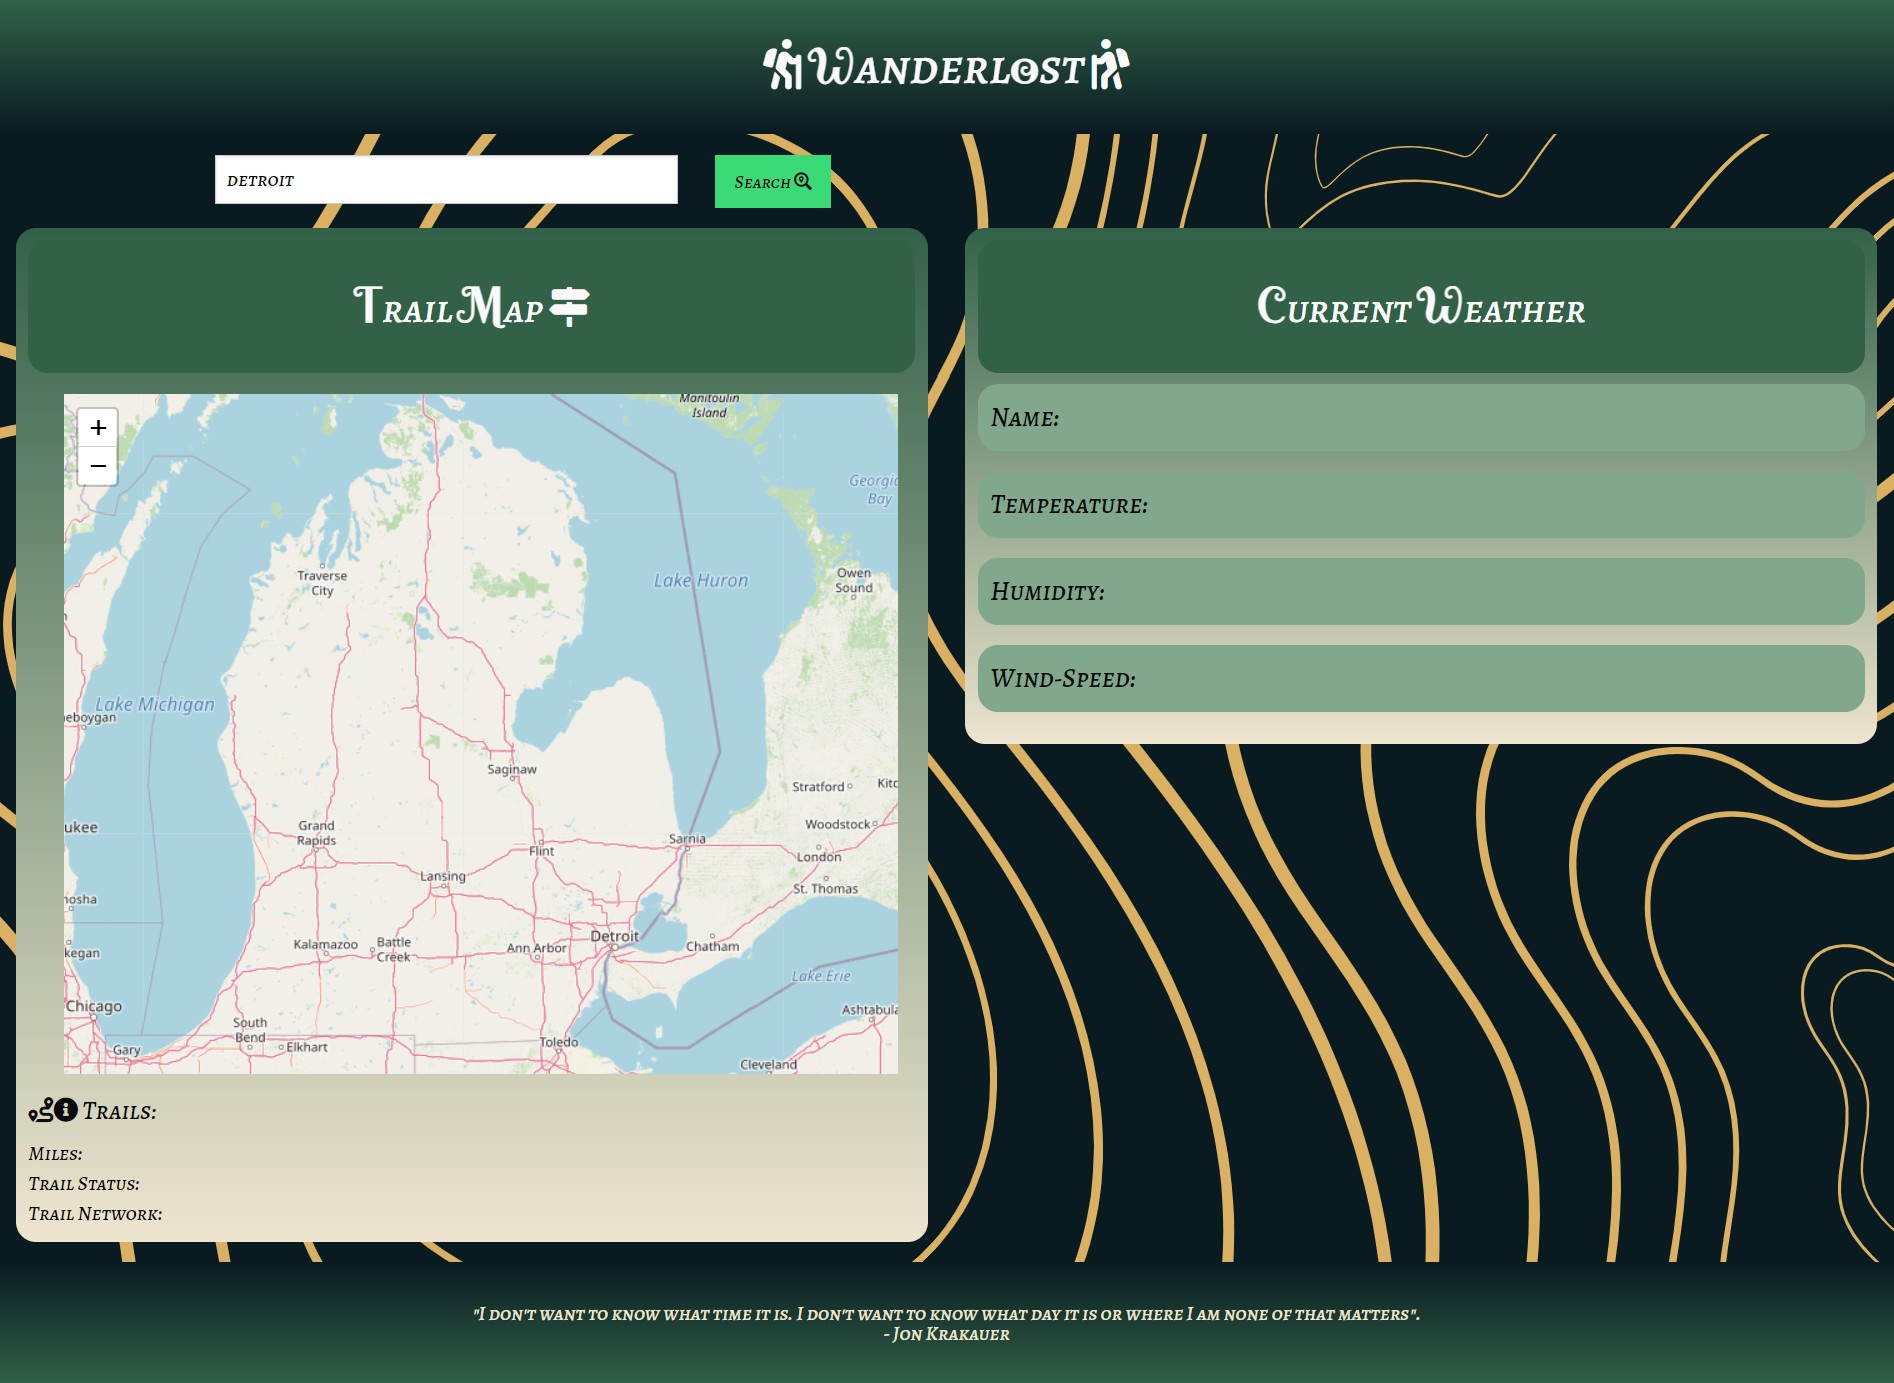 Wanderlost
detroit
Search
Trail Map
Current Weather
Name:
Temperature:
Humidity:
Wind-Speed:
+
−
Manitoulin
Island
Georgia
Bay
Lake Huron
Owen
Sound
Traverse
City
Lake Michigan
eboygan
Saginaw
Stratford
Kitc
ukee
Grand
Rapids
Woodstock
Sarnia
Flint
London
Lansing
St. Thomas
nosha
Detroit
Kalamazoo
Battle
Creek
Ann Arbor
Chatham
kegan
Lake Erie
Chicago
Ashtabula
South
Bend
Gary
Elkhart
Toledo
Cleveland
Trails:
Miles:
Trail Status:
Trail Network:
"I don't want to know what time it is. I don't want to know what day it is or where I am none of that matters".
- Jon Krakauer